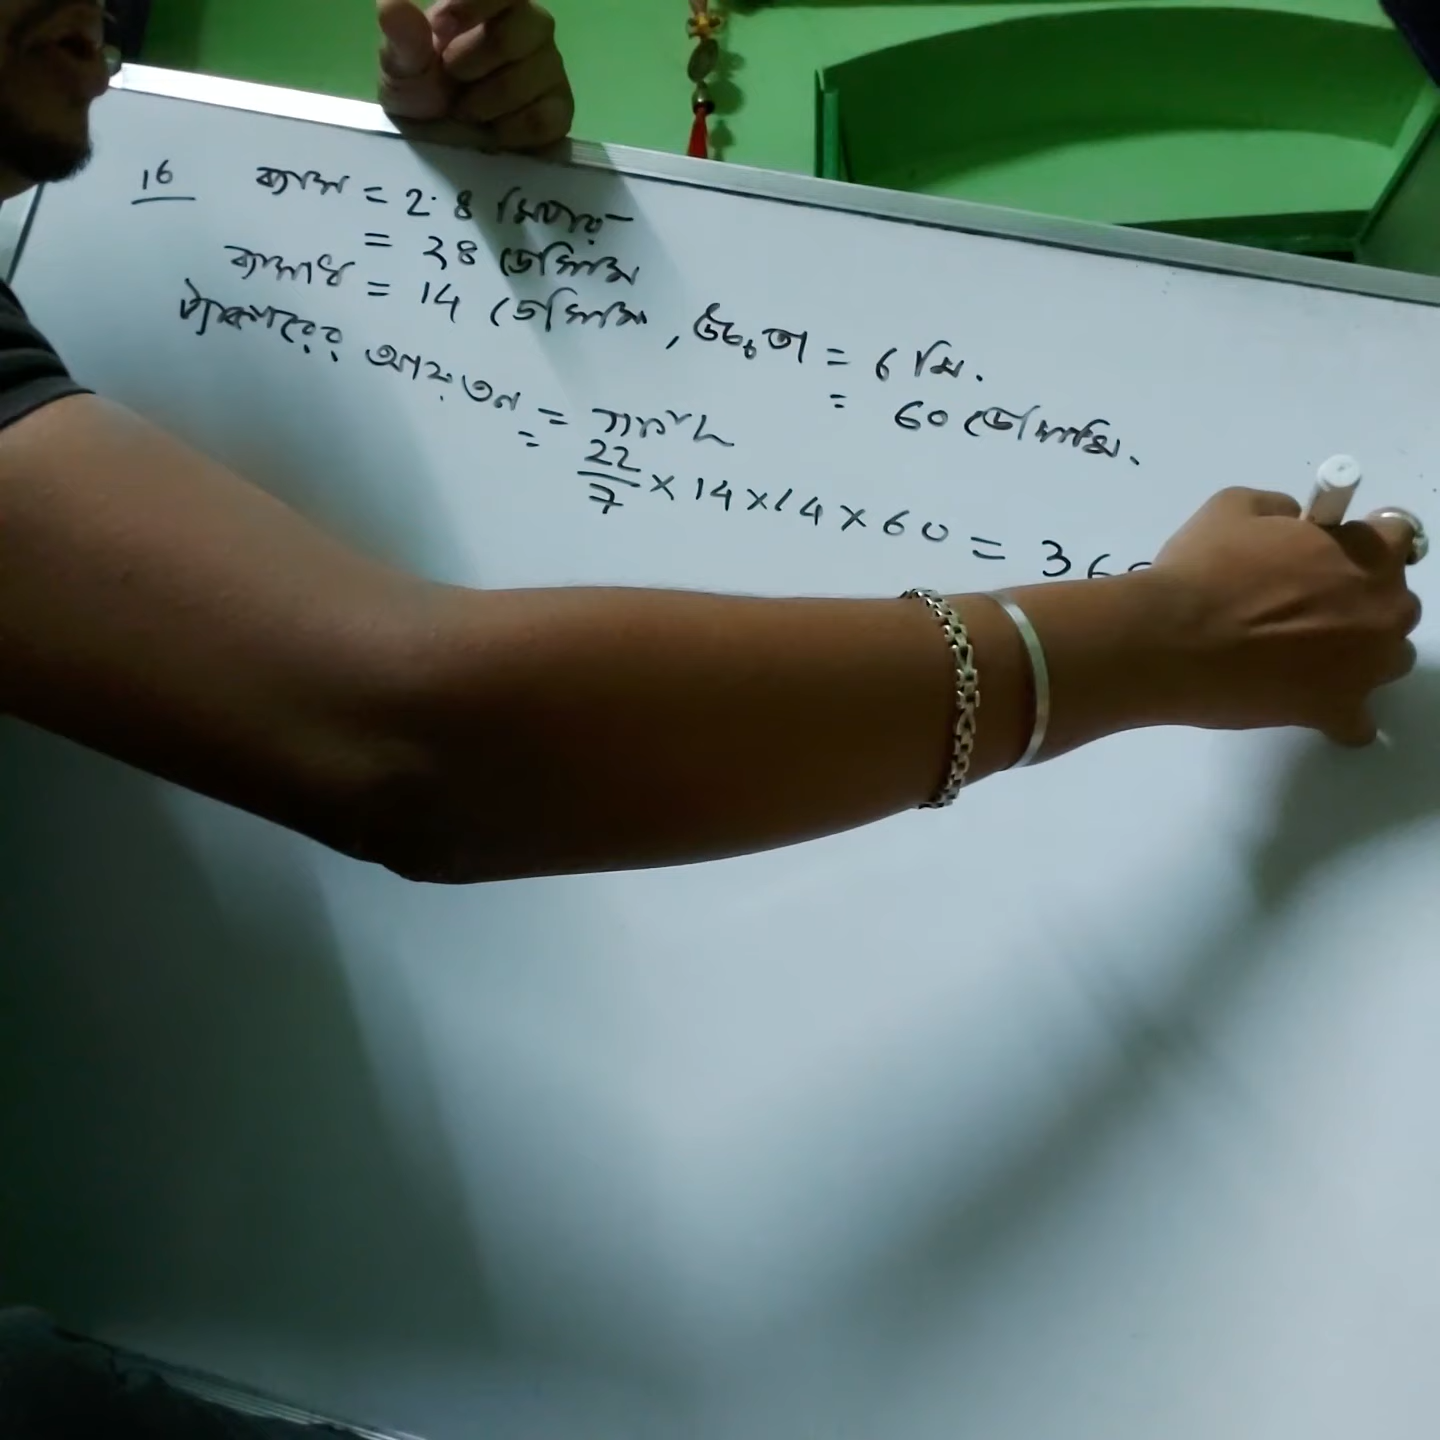 16
ব্যাস = 2.8 মিটার
= 28 ডেসিমি
ব্যাসার্ধ = 14 ডেসিমি, উচ্চতা = 6 মি.
= 60 ডেসিমি.
ট্যাঙ্কারের আয়তন = πr²h
= 22/7 × 14 × 14 × 60 = 36